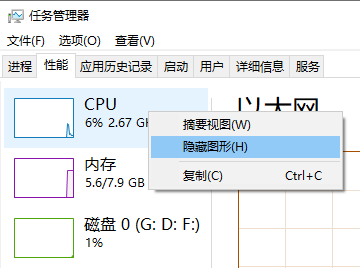 任务管理器
文件(F) 选项(O) 查看(V)
进程 性能 应用历史记录 启动 用户 详细信息 服务
CPU
6% 2.67 GH
以太网
摘要视图(W)
隐藏图形(H)
复制(C) Ctrl+C
内存
5.6/7.9 GB
磁盘 0 (G: D: F:)
1%